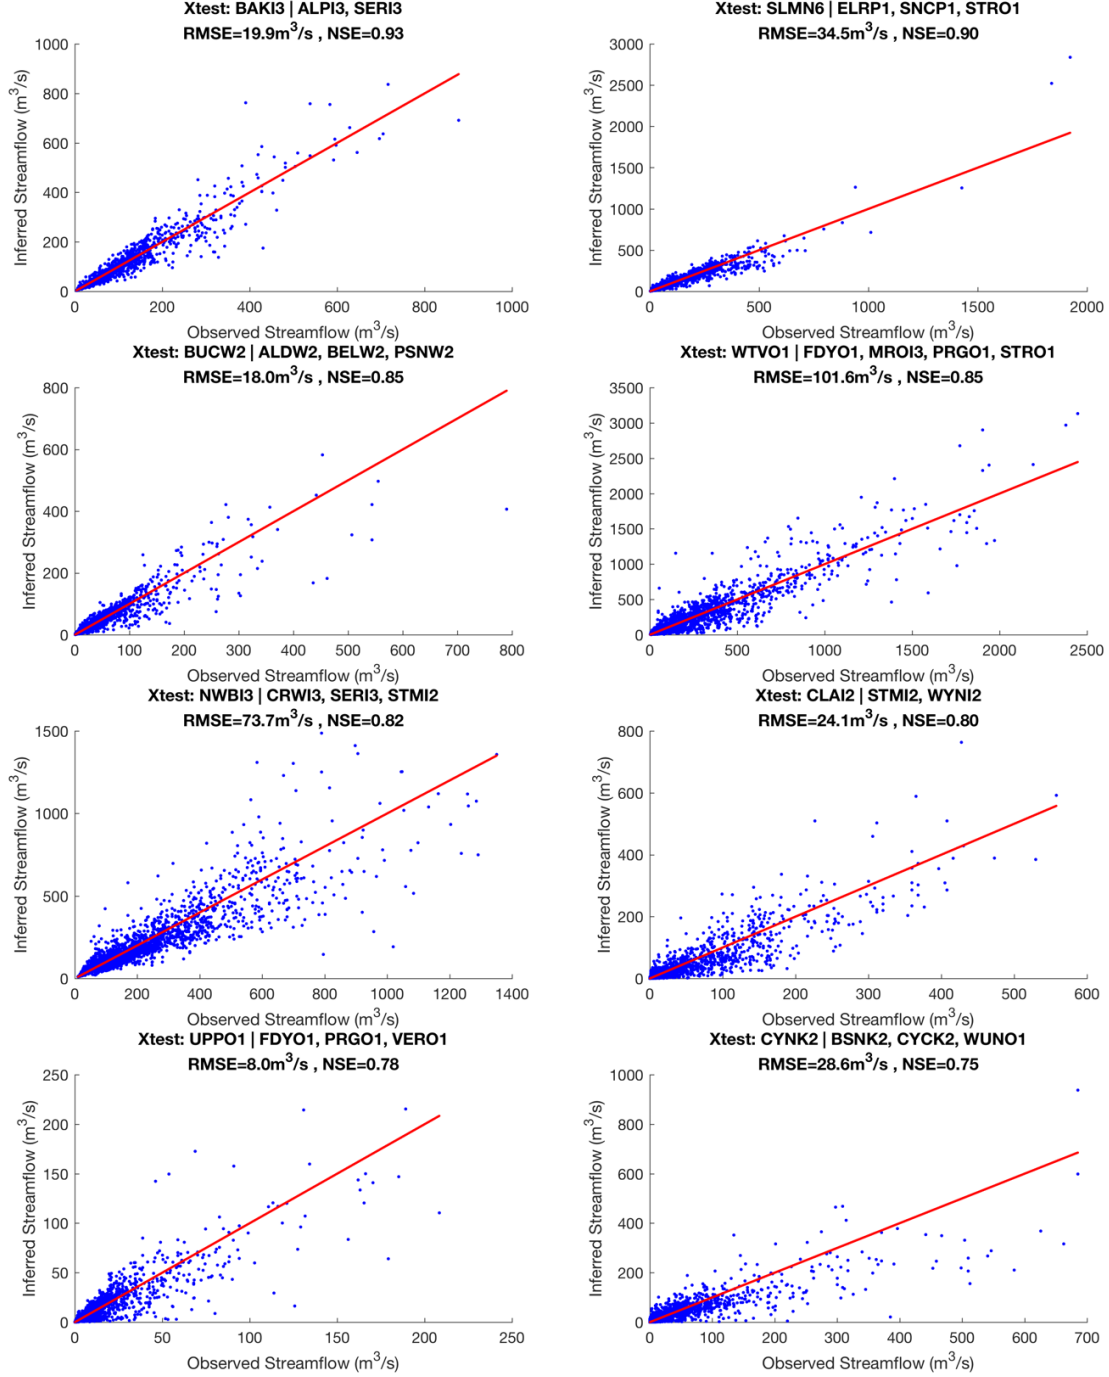 Xtest: BAKI3 | ALPI3, SERI3
RMSE=19.9m³/s , NSE=0.93
1000
800
600
400
200
0
Inferred Streamflow (m³/s)
0 200 400 600 800 1000
Observed Streamflow (m³/s)
Xtest: SLMN6 | ELRP1, SNCP1, STRO1
RMSE=34.5m³/s , NSE=0.90
3000
2500
2000
1500
1000
500
0
Inferred Streamflow (m³/s)
0 500 1000 1500 2000
Observed Streamflow (m³/s)
Xtest: BUCW2 | ALDW2, BELW2, PSNW2
RMSE=18.0m³/s , NSE=0.85
800
600
400
200
0
Inferred Streamflow (m³/s)
0 100 200 300 400 500 600 700 800
Observed Streamflow (m³/s)
Xtest: WTVO1 | FDYO1, MROI3, PRGO1, STRO1
RMSE=101.6m³/s , NSE=0.85
3500
3000
2500
2000
1500
1000
500
0
Inferred Streamflow (m³/s)
0 500 1000 1500 2000 2500
Observed Streamflow (m³/s)
Xtest: NWBI3 | CRWI3, SERI3, STMI2
RMSE=73.7m³/s , NSE=0.82
1500
1000
500
0
Inferred Streamflow (m³/s)
0 200 400 600 800 1000 1200 1400
Observed Streamflow (m³/s)
Xtest: CLAI2 | STMI2, WYNI2
RMSE=24.1m³/s , NSE=0.80
800
600
400
200
0
Inferred Streamflow (m³/s)
0 100 200 300 400 500 600
Observed Streamflow (m³/s)
Xtest: UPPO1 | FDYO1, PRGO1, VERO1
RMSE=8.0m³/s , NSE=0.78
250
200
150
100
50
0
Inferred Streamflow (m³/s)
0 50 100 150 200 250
Observed Streamflow (m³/s)
Xtest: CYNK2 | BSNK2, CYCK2, WUNO1
RMSE=28.6m³/s , NSE=0.75
1000
800
600
400
200
0
Inferred Streamflow (m³/s)
0 100 200 300 400 500 600 700
Observed Streamflow (m³/s)